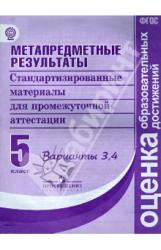 ФГОС
МЕТАПРЕДМЕТНЫЕ
РЕЗУЛЬТАТЫ
Стандартизированные
материалы
для промежуточной
аттестации
5
класс
Варианты 3,4
ПРОСВЕЩЕНИЕ
оценка
образовательных
достижений